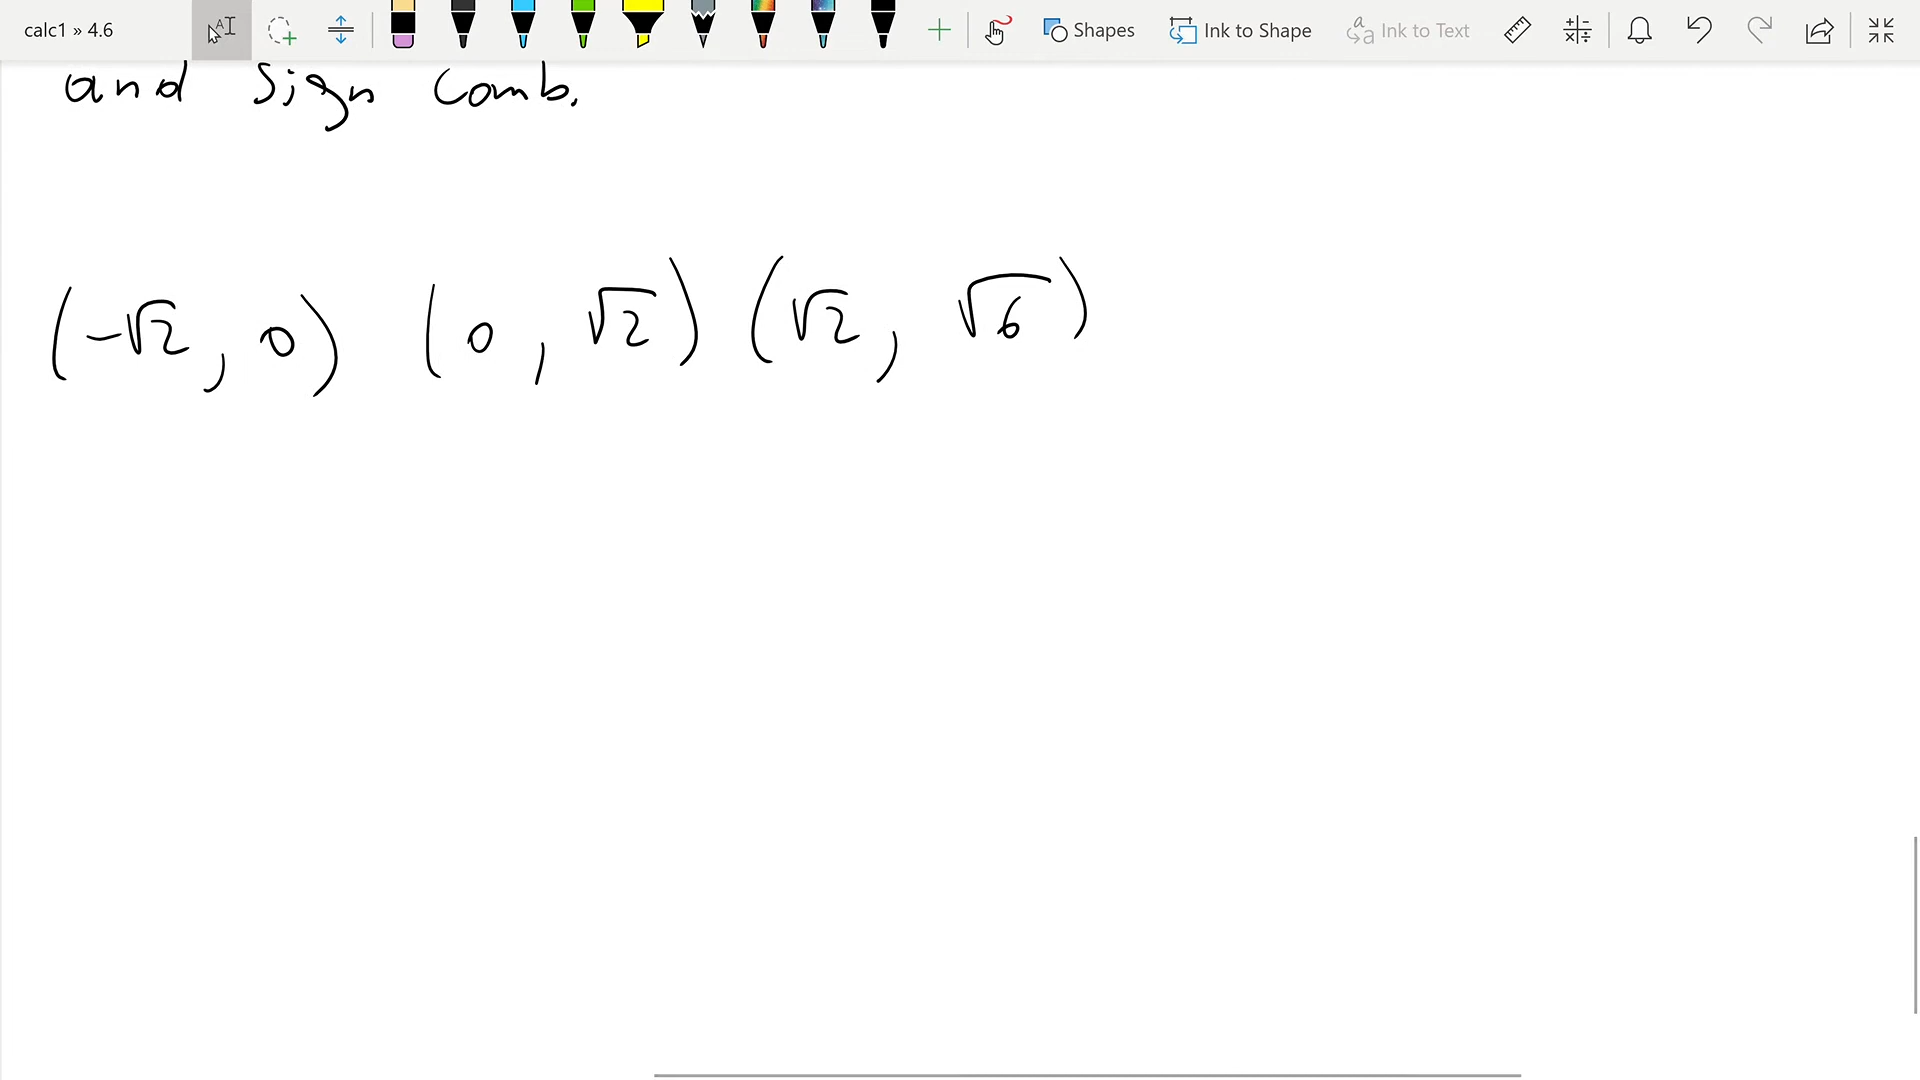 calc1 » 4.6 Shapes Ink to Shape Ink to Text
and Sign Comb.
(-√2, 0) (0, √2) (√2, √6)